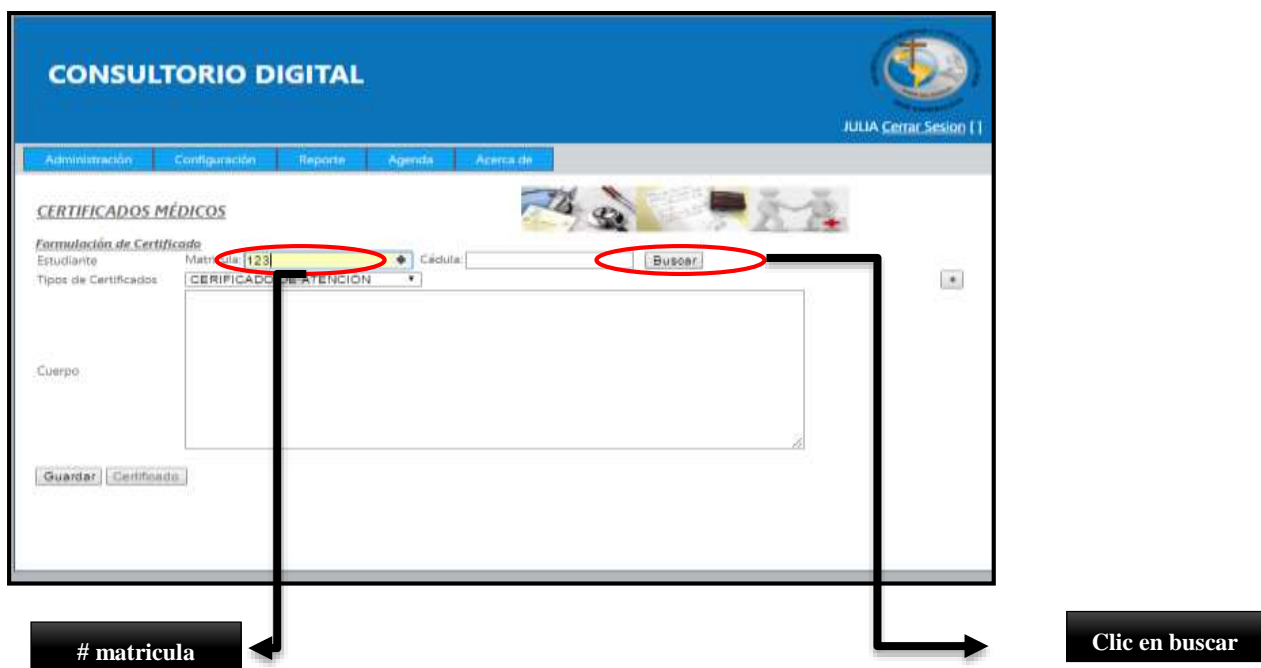 CONSULTORIO DIGITAL
JULIA Cerrar Sesion [ ]
Administración Configuración Reporte Agenda Acerca de
CERTIFICADOS MÉDICOS
Formulación de Certificado
Estudiante Matricula: 123 Cédula: Buscar
Tipos de Certificados CERIFICADO DE ATENCIÓN +
Cuerpo
Guardar Certificado
# matricula
Clic en buscar